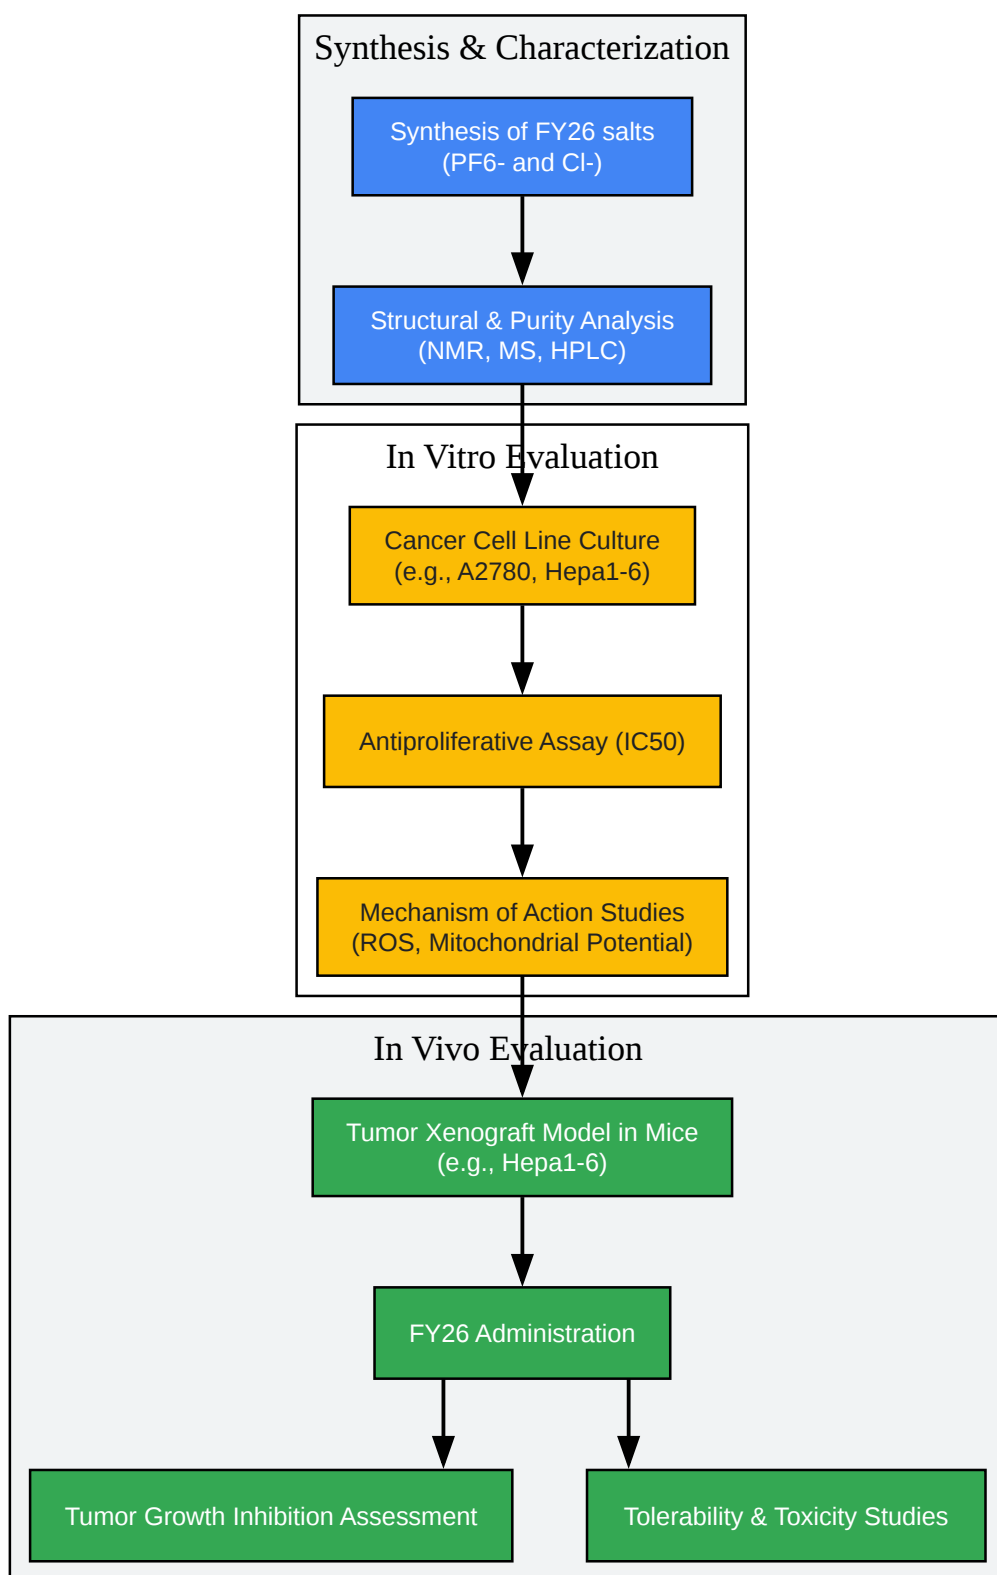 Synthesis & Characterization
Synthesis of FY26 salts
(PF6- and Cl-)
Structural & Purity Analysis
(NMR, MS, HPLC)
In Vitro Evaluation
Cancer Cell Line Culture
(e.g., A2780, Hepa1-6)
Antiproliferative Assay (IC50)
Mechanism of Action Studies
(ROS, Mitochondrial Potential)
In Vivo Evaluation
Tumor Xenograft Model in Mice
(e.g., Hepa1-6)
FY26 Administration
Tumor Growth Inhibition Assessment
Tolerability & Toxicity Studies